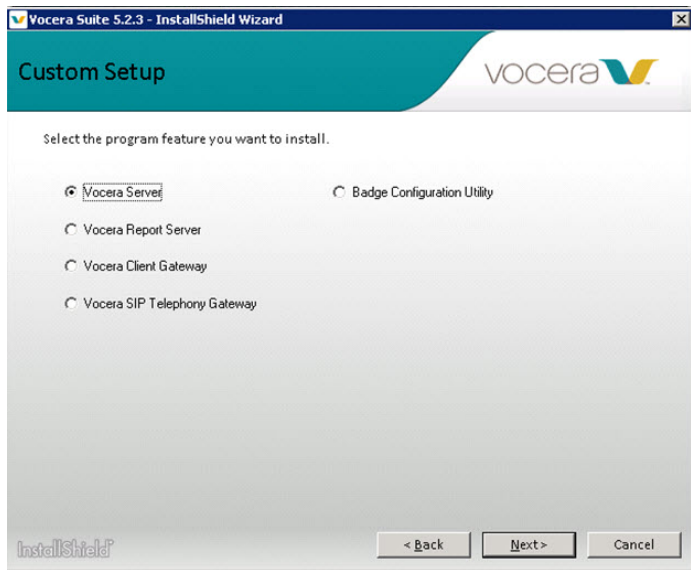 Vocera Suite 5.2.3 - InstallShield Wizard
Custom Setup
vocera
Select the program feature you want to install.
Vocera Server
Badge Configuration Utility
Vocera Report Server
Vocera Client Gateway
Vocera SIP Telephony Gateway
InstallShield
< Back
Next >
Cancel